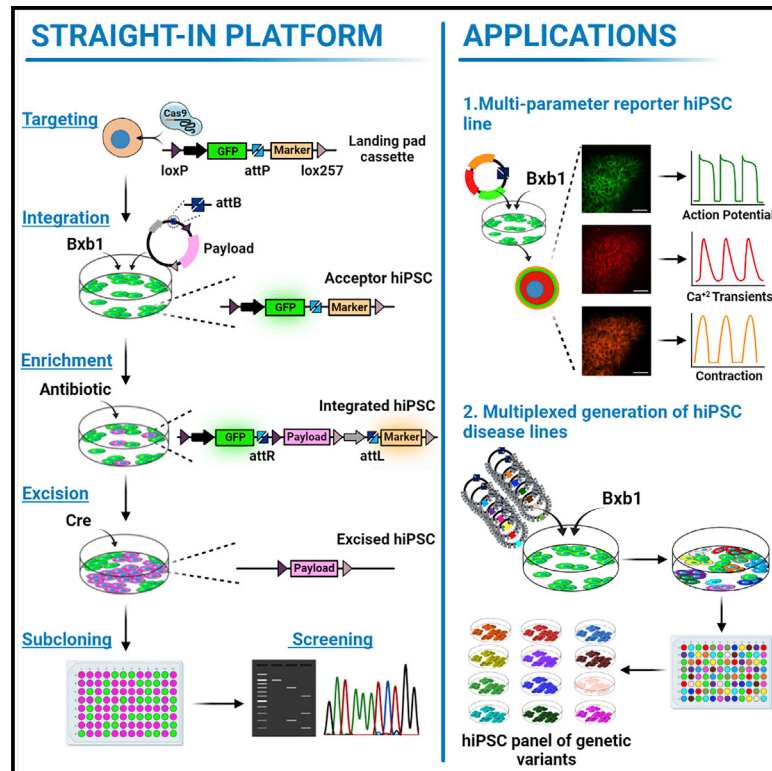 STRAIGHT-IN PLATFORM
Targeting
Cas9
GFP
Marker
loxP
attP
lox257
Landing pad
cassette
Integration
attB
Bxb1
Payload
Acceptor hiPSC
GFP
Marker
Enrichment
Antibiotic
Integrated hiPSC
GFP
Payload
Marker
attR
attL
Excision
Cre
Excised hiPSC
Payload
Subcloning
Screening
APPLICATIONS
1.Multi-parameter reporter hiPSC
line
Bxb1
Action Potential
Ca+2 Transients
Contraction
2. Multiplexed generation of hiPSC
disease lines
Bxb1
hiPSC panel of genetic
variants